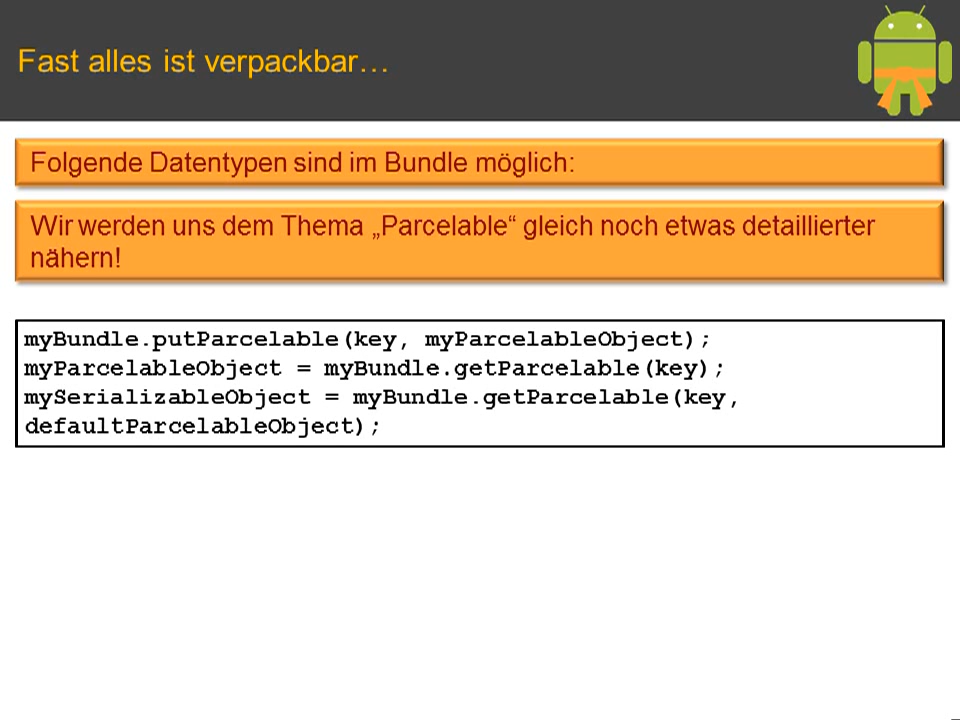 Fast alles ist verpackbar…
Folgende Datentypen sind im Bundle möglich:
Wir werden uns dem Thema „Parcelable“ gleich noch etwas detaillierter
nähern!
myBundle.putParcelable(key, myParcelableObject);
myParcelableObject = myBundle.getParcelable(key);
mySerializableObject = myBundle.getParcelable(key,
defaultParcelableObject);